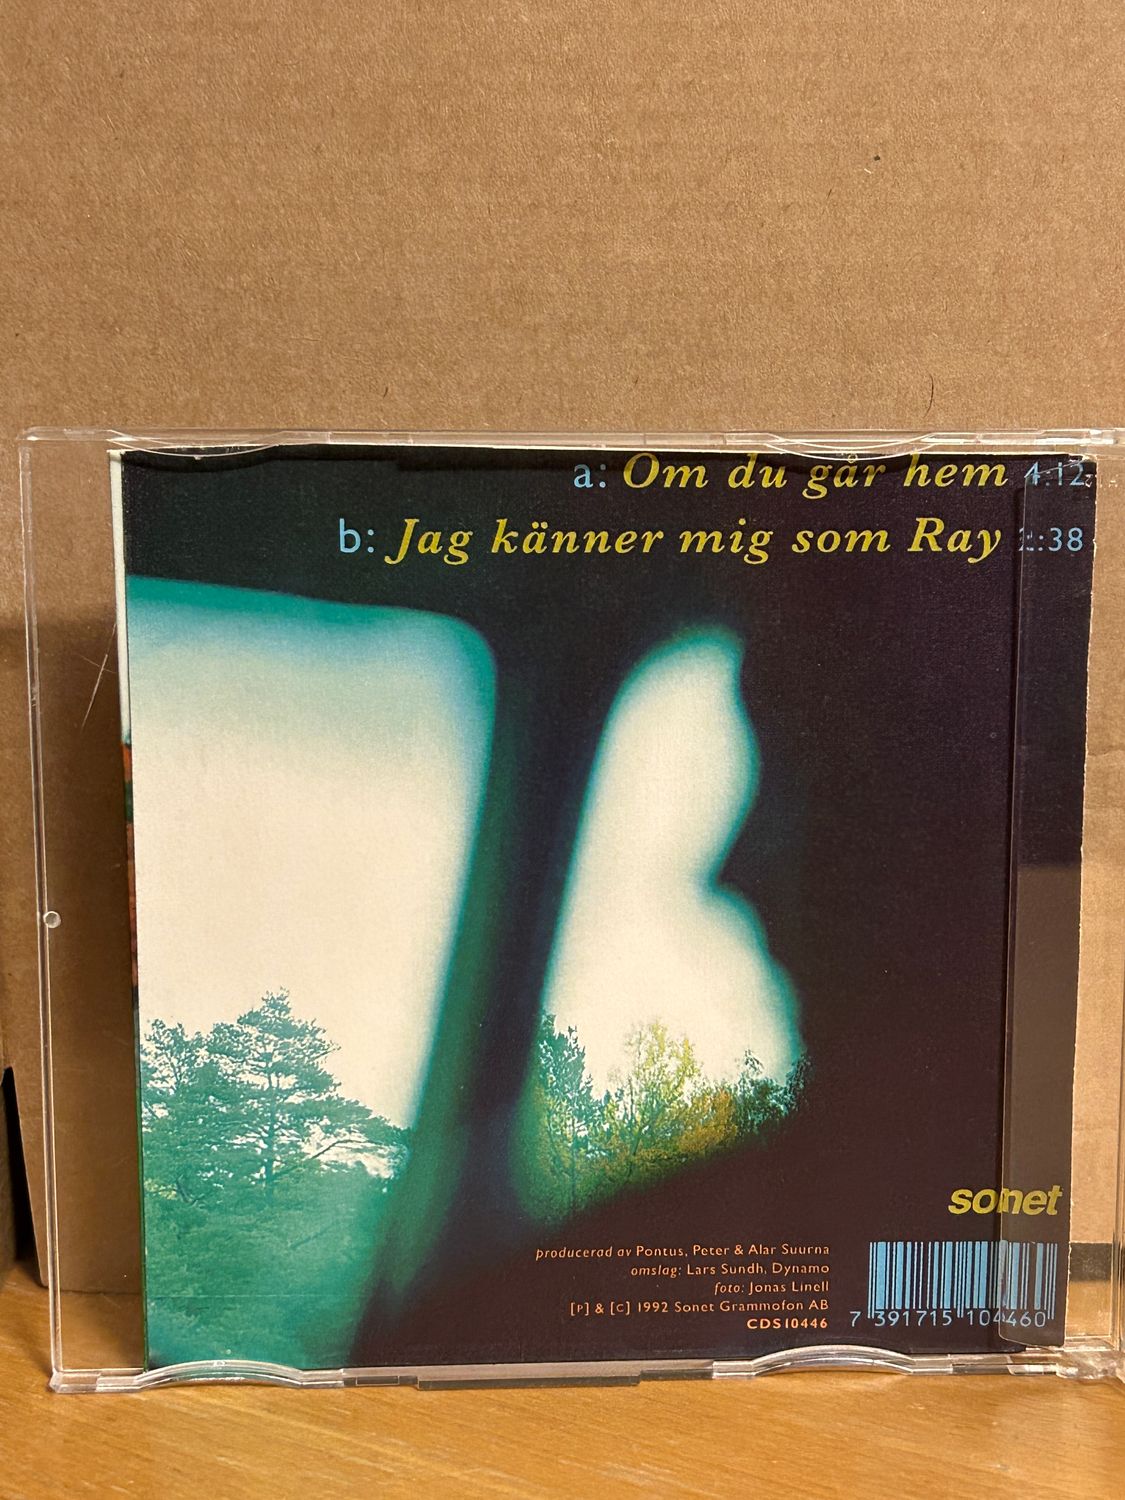 a: Om du går hem 4:12
b: Jag känner mig som Ray :38
sonet
producerad av Pontus, Peter & Alar Suurna
omslag: Lars Sundh, Dynamo
foto: Jonas Linell
[P] & [C] 1992 Sonet Grammofon AB
CDS10446
7 391715 104460